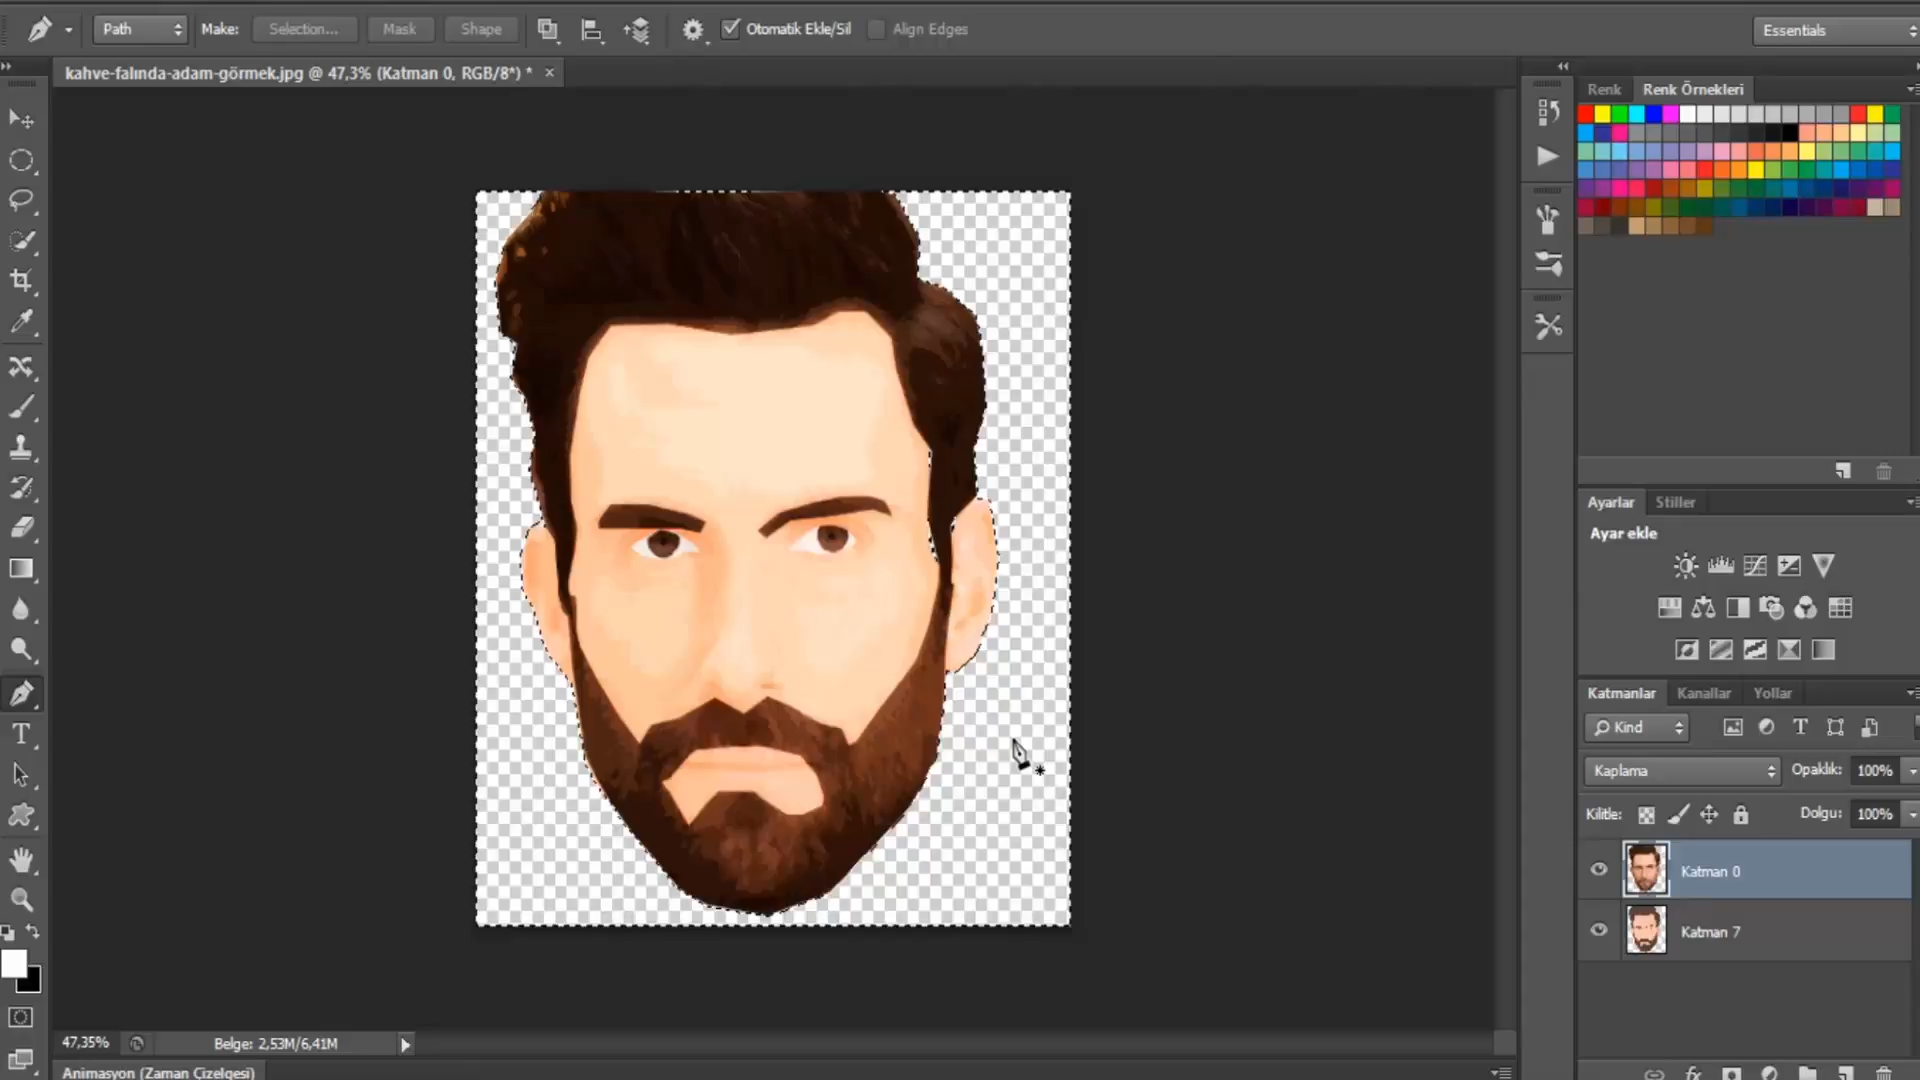 Path
Make:
Selection...
Mask
Shape
Otomatik Ekle/Sil
Align Edges
Essentials
kahve-falında-adam-görmek.jpg @ 47,3% (Katman 0, RGB/8*) *
Renk
Renk Örnekleri
Ayarlar
Stiller
Ayar ekle
Katmanlar
Kanallar
Yollar
Kind
Kaplama
Opaklık: 100%
Kilitle:
Dolgu: 100%
Katman 0
Katman 7
47,35%
Belge: 2,53M/6,41M
Animasyon (Zaman Çizelgesi)